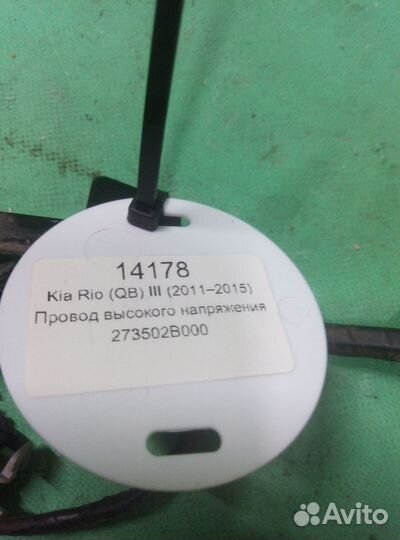 14178
Kia Rio (QB) III (2011–2015)
Провод высокого напряжения
273502B000
Avito